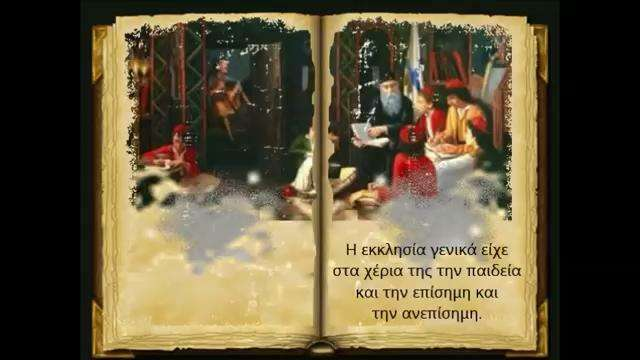 Η εκκλησία γενικά είχε
στα χέρια της την παιδεία
και την επίσημη και
την ανεπίσημη.